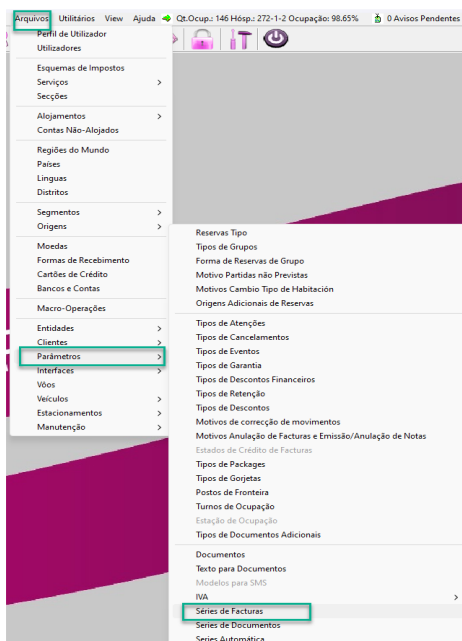 Arquivos Utilitários View Ajuda Qt.Ocup.: 146 Hósp.: 272-1-2 Ocupação: 98.65% 0 Avisos Pendentes
Perfil de Utilizador
Utilizadores
Esquemas de Impostos
Serviços >
Secções
Alojamentos >
Contas Não-Alojados
Regiões do Mundo
Países
Linguas
Distritos
Segmentos >
Origens >
Moedas
Formas de Recebimento
Cartões de Crédito
Bancos e Contas
Macro-Operações
Entidades >
Clientes >
Parâmetros >
Interfaces >
Vôos
Veículos >
Estacionamentos >
Manutenção >
Reservas Tipo
Tipos de Grupos
Forma de Reservas de Grupo
Motivo Partidas não Previstas
Motivos Cambio Tipo de Habitación
Origens Adicionais de Reservas
Tipos de Atenções
Tipos de Cancelamentos
Tipos de Eventos
Tipos de Garantia
Tipos de Descontos Financeiros
Tipos de Retenção
Tipos de Descontos
Motivos de correcção de movimentos
Motivos Anulação de Facturas e Emissão/Anulação de Notas
Estados de Crédito de Facturas
Tipos de Packages
Tipos de Gorjetas
Postos de Fronteira
Turnos de Ocupação
Estação de Ocupação
Tipos de Documentos Adicionais
Documentos
Texto para Documentos
Modelos para SMS
IVA >
Séries de Facturas
Series de Documentos
Series Automática